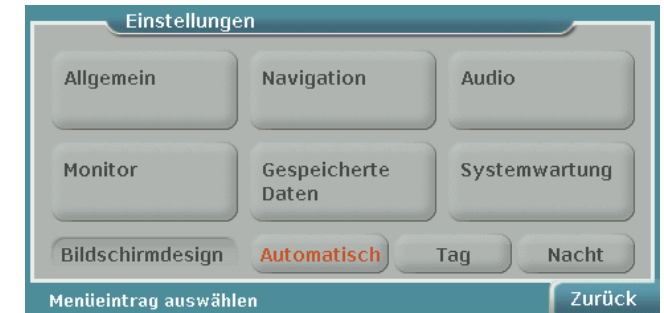 Einstellungen
Allgemein
Navigation
Audio
Monitor
Gespeicherte
Daten
Systemwartung
Bildschirmdesign
Automatisch
Tag
Nacht
Menüeintrag auswählen
Zurück